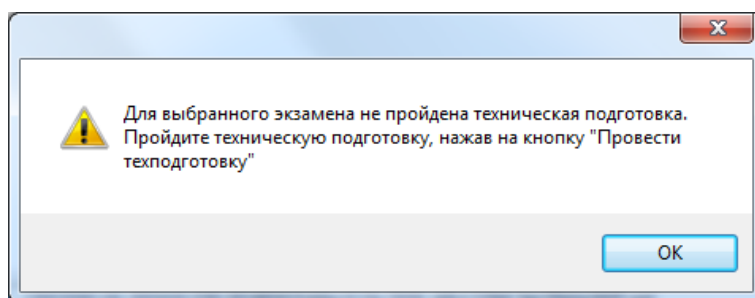 Для выбранного экзамена не пройдена техническая подготовка.
Пройдите техническую подготовку, нажав на кнопку "Провести
техподготовку"
OK